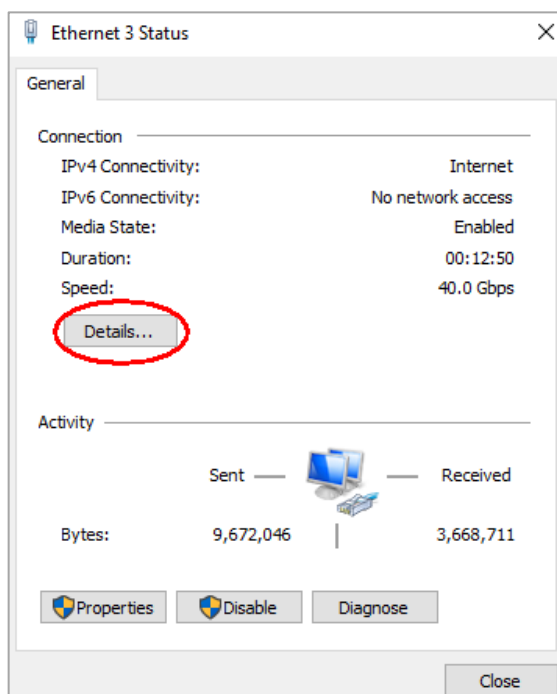 Ethernet 3 Status
General
Connection
IPv4 Connectivity: Internet
IPv6 Connectivity: No network access
Media State: Enabled
Duration: 00:12:50
Speed: 40.0 Gbps
Details...
Activity
Sent Received
Bytes: 9,672,046 3,668,711
Properties Disable Diagnose
Close